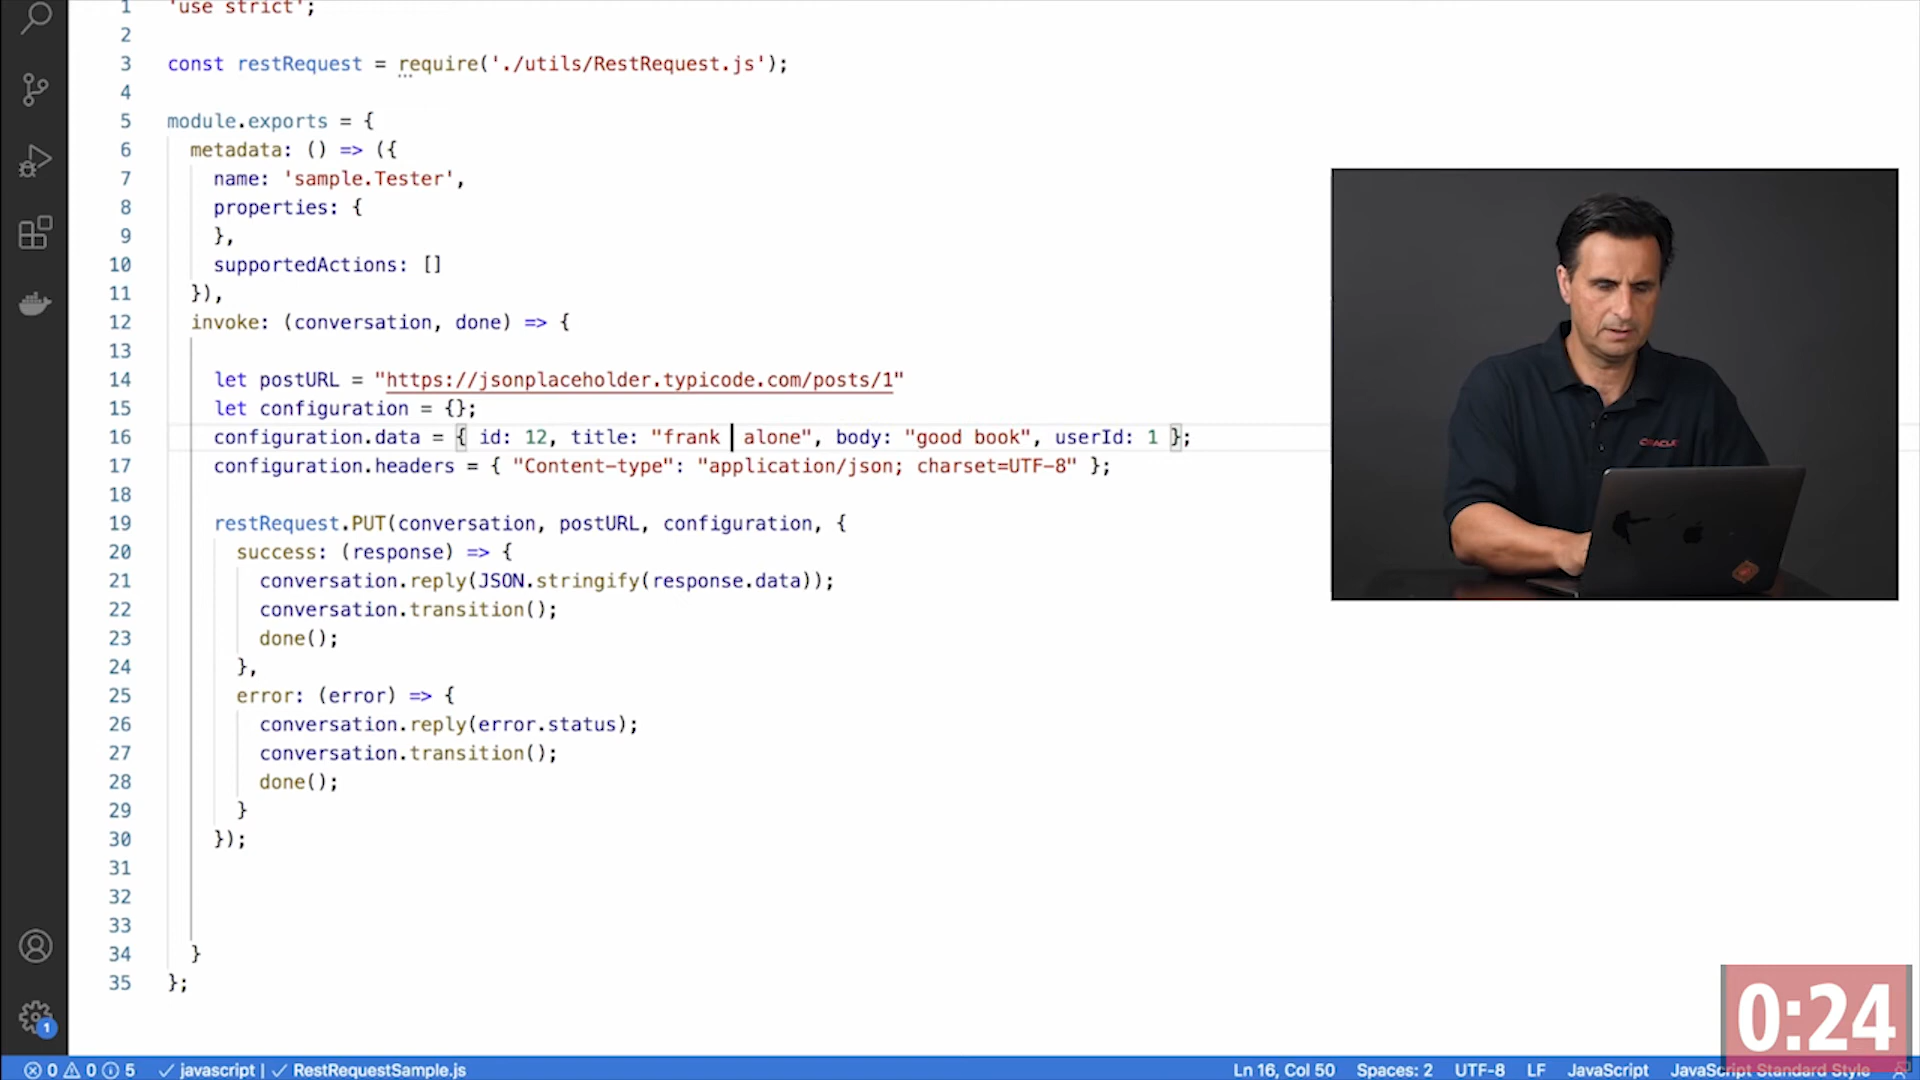 1 'use strict';
2
3 const restRequest = require('./utils/RestRequest.js');
4
5 module.exports = {
6 metadata: () => ({
7 name: 'sample.Tester',
8 properties: {
9 },
10 supportedActions: []
11 }),
12 invoke: (conversation, done) => {
13
14 let postURL = "https://jsonplaceholder.typicode.com/posts/1"
15 let configuration = {};
16 configuration.data = { id: 12, title: "frank  alone", body: "good book", userId: 1 };
17 configuration.headers = { "Content-type": "application/json; charset=UTF-8" };
18
19 restRequest.PUT(conversation, postURL, configuration, {
20 success: (response) => {
21 conversation.reply(JSON.stringify(response.data));
22 conversation.transition();
23 done();
24 },
25 error: (error) => {
26 conversation.reply(error.status);
27 conversation.transition();
28 done();
29 }
30 });
31
32
33
34 }
35 };
ORACLE
1
0:24
0 0 5 javascript | RestRequestSample.js Ln 16, Col 50 Spaces: 2 UTF-8 LF JavaScript JavaScript Standard Style